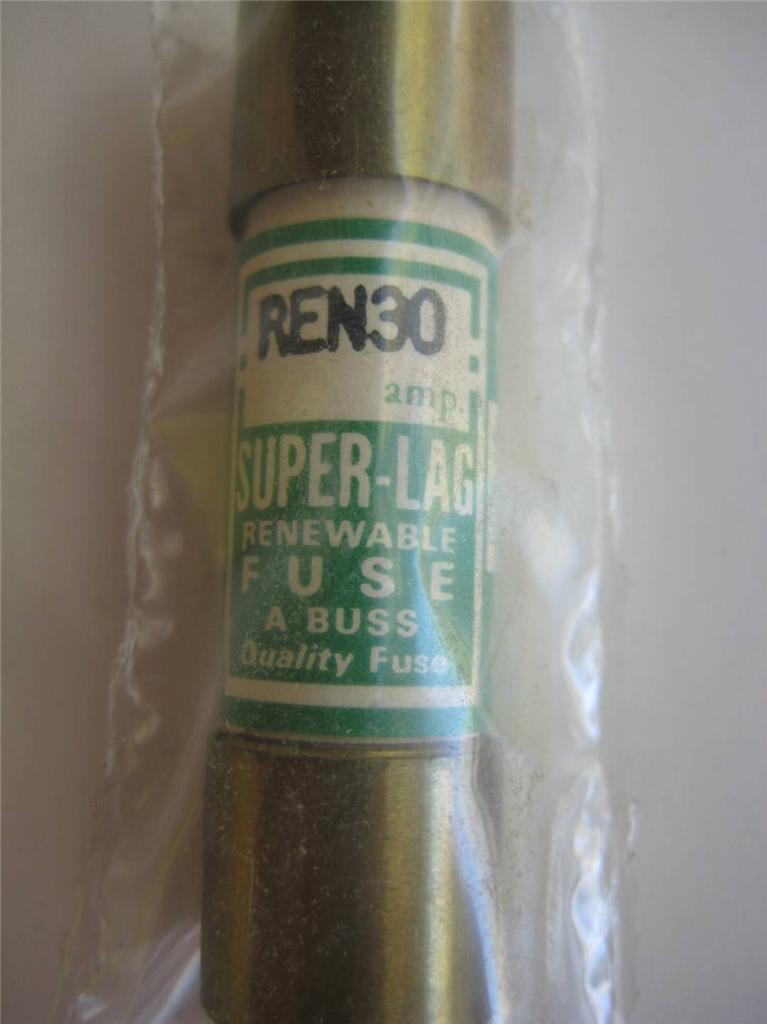 REN30
amp.
SUPER-LAG
RENEWABLE
FUSE
A BUSS
Quality Fuse